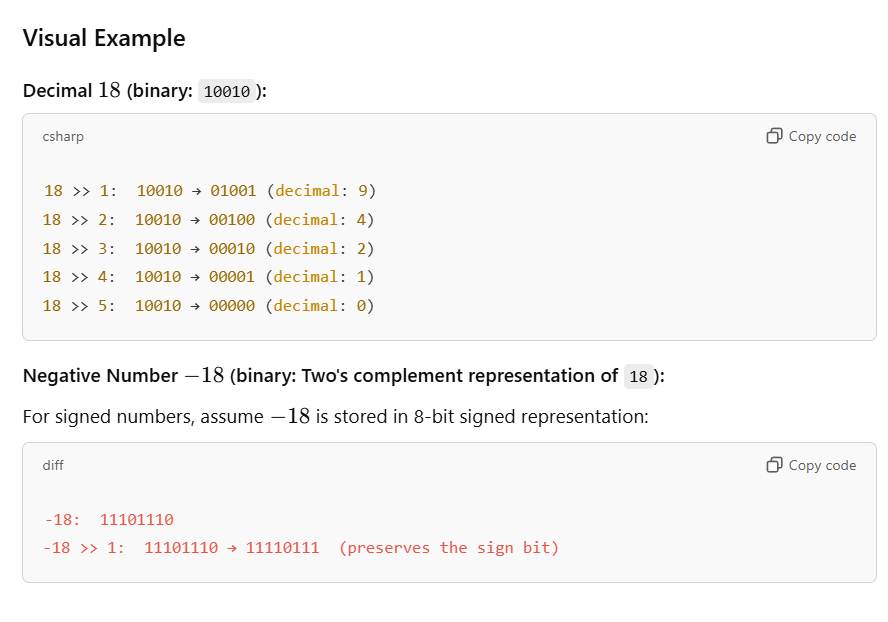 Visual Example
Decimal 18 (binary: 10010 ):
csharp Copy code
18 >> 1: 10010 → 01001 (decimal: 9)
18 >> 2: 10010 → 00100 (decimal: 4)
18 >> 3: 10010 → 00010 (decimal: 2)
18 >> 4: 10010 → 00001 (decimal: 1)
18 >> 5: 10010 → 00000 (decimal: 0)
Negative Number −18 (binary: Two's complement representation of 18 ):
For signed numbers, assume −18 is stored in 8-bit signed representation:
diff Copy code
-18: 11101110
-18 >> 1: 11101110 → 11110111 (preserves the sign bit)